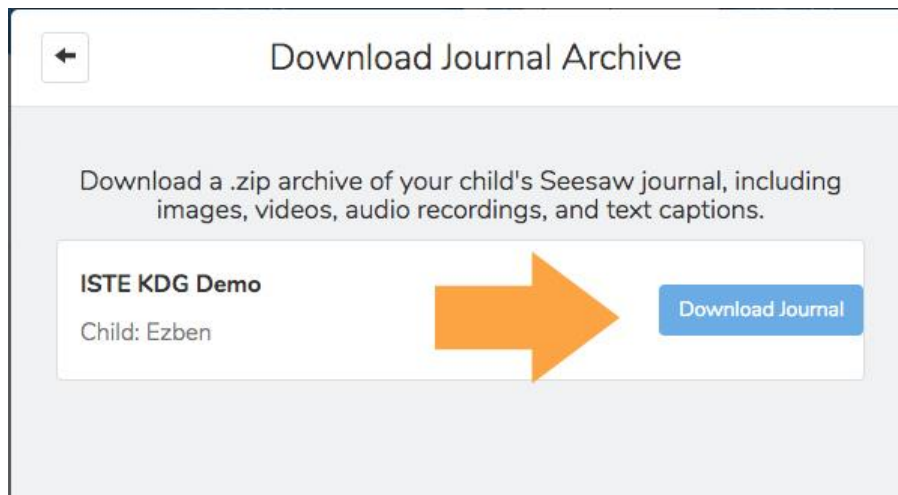 Download Journal Archive
Download a .zip archive of your child's Seesaw journal, including
images, videos, audio recordings, and text captions.
ISTE KDG Demo
Child: Ezben
Download Journal